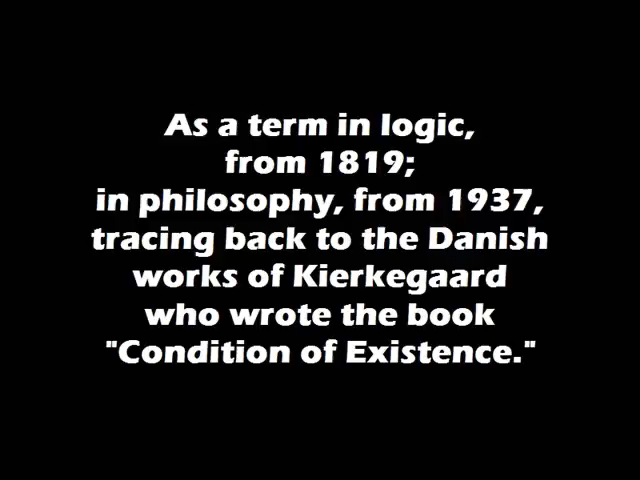 As a term in logic,
from 1819;
in philosophy, from 1937,
tracing back to the Danish
works of Kierkegaard
who wrote the book
"Condition of Existence."